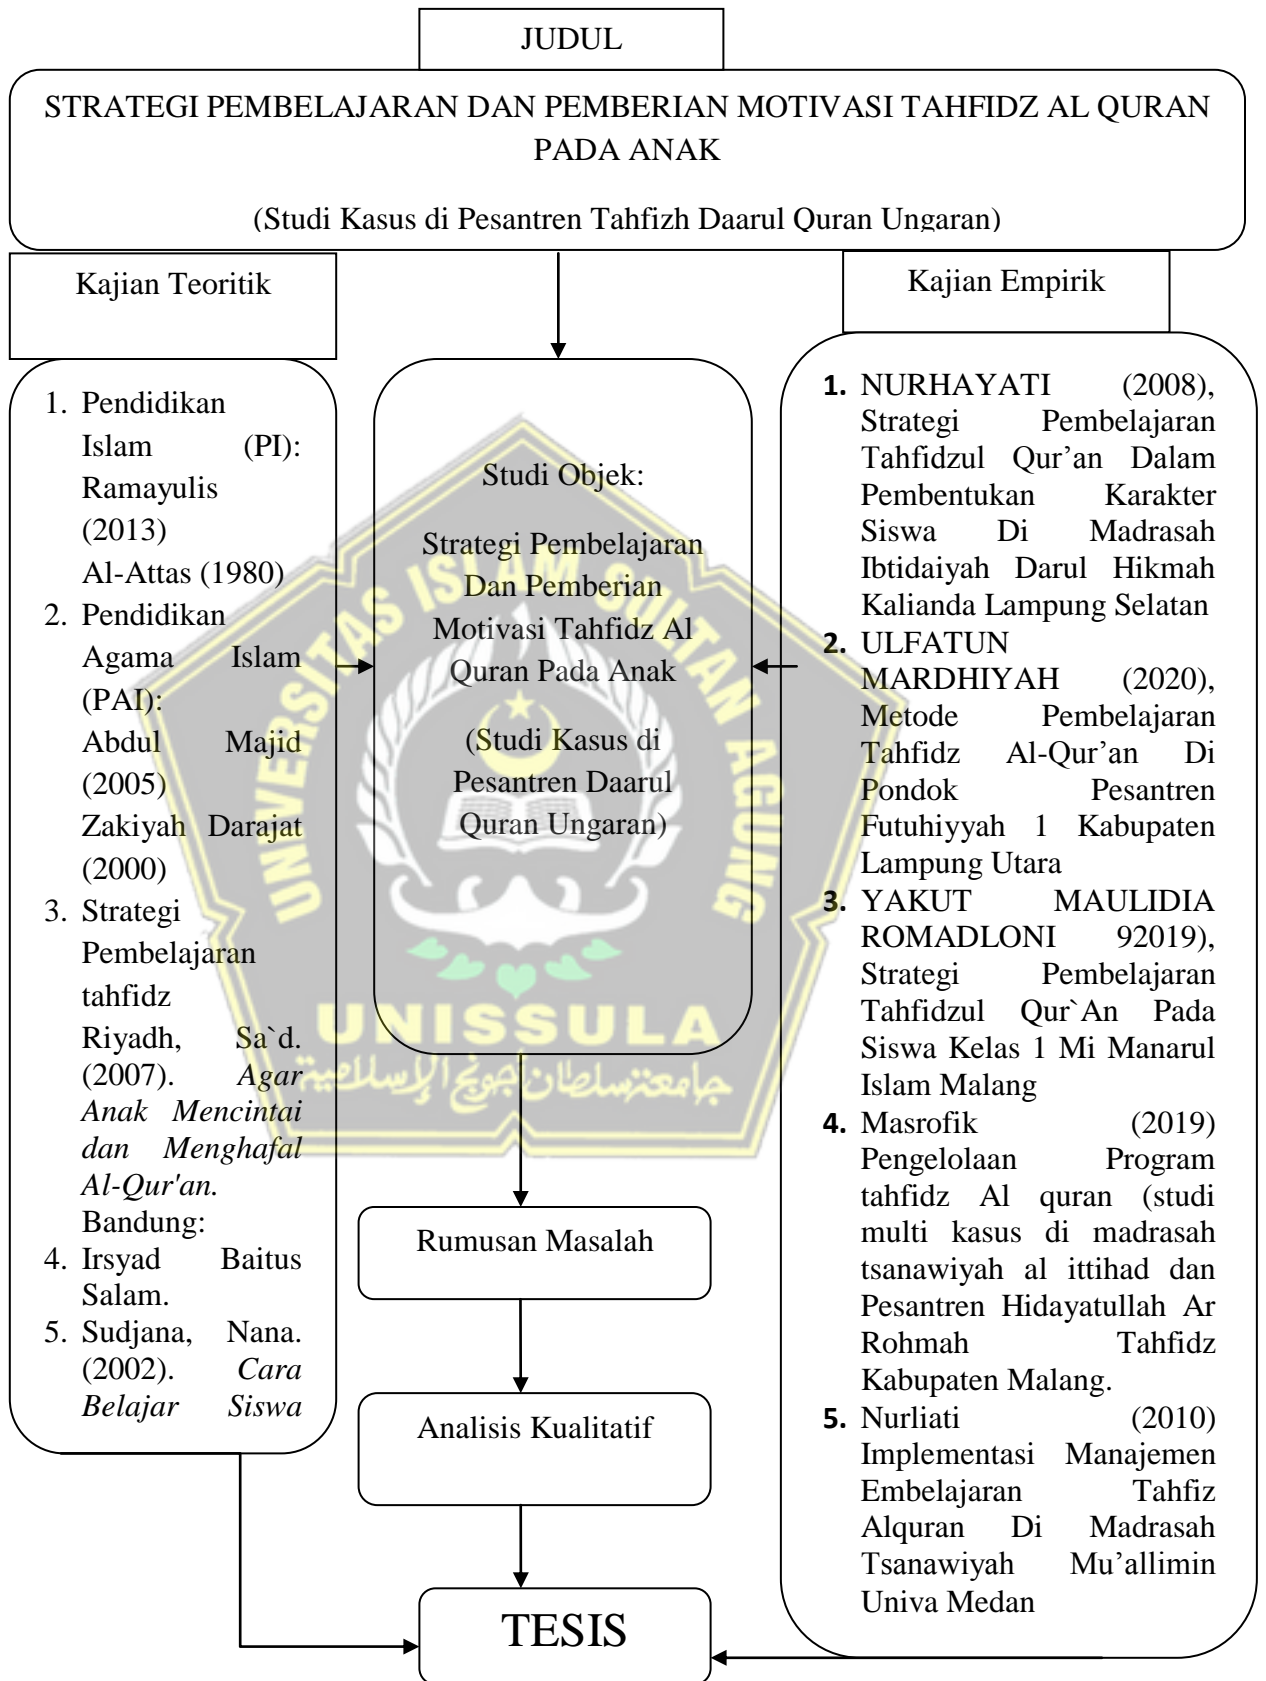 JUDUL
STRATEGI PEMBELAJARAN DAN PEMBERIAN MOTIVASI TAHFIDZ AL QURAN
PADA ANAK
(Studi Kasus di Pesantren Tahfizh Daarul Quran Ungaran)
Kajian Teoritik
1. Pendidikan
Islam (PI):
Ramayulis
(2013)
Al-Attas (1980)
2. Pendidikan
Agama Islam
(PAI):
Abdul Majid
(2005)
Zakiyah Darajat
(2000)
3. Strategi
Pembelajaran
tahfidz
Riyadh, Sa`d.
(2007). Agar
Anak Mencintai
dan Menghafal
Al-Qur'an.
Bandung:
4. Irsyad Baitus
Salam.
5. Sudjana, Nana.
(2002). Cara
Belajar Siswa
Studi Objek:
Strategi Pembelajaran
Dan Pemberian
Motivasi Tahfidz Al
Quran Pada Anak
(Studi Kasus di
Pesantren Daarul
Quran Ungaran)
Kajian Empirik
1. NURHAYATI (2008),
Strategi Pembelajaran
Tahfidzul Qur’an Dalam
Pembentukan Karakter
Siswa Di Madrasah
Ibtidaiyah Darul Hikmah
Kalianda Lampung Selatan
2. ULFATUN
MARDHIYAH (2020),
Metode Pembelajaran
Tahfidz Al-Qur’an Di
Pondok Pesantren
Futuhiyyah 1 Kabupaten
Lampung Utara
3. YAKUT MAULIDIA
ROMADLONI 92019),
Strategi Pembelajaran
Tahfidzul Qur`An Pada
Siswa Kelas 1 Mi Manarul
Islam Malang
4. Masrofik (2019)
Pengelolaan Program
tahfidz Al quran (studi
multi kasus di madrasah
tsanawiyah al ittihad dan
Pesantren Hidayatullah Ar
Rohmah Tahfidz
Kabupaten Malang.
5. Nurliati (2010)
Implementasi Manajemen
Embelajaran Tahfiz
Alquran Di Madrasah
Tsanawiyah Mu’allimin
Univa Medan
UNIVERSITAS ISLAM SULTAN AGUNG
UNISSULA
جامعتسلطان أجونج الإسلامية
Rumusan Masalah
Analisis Kualitatif
TESIS